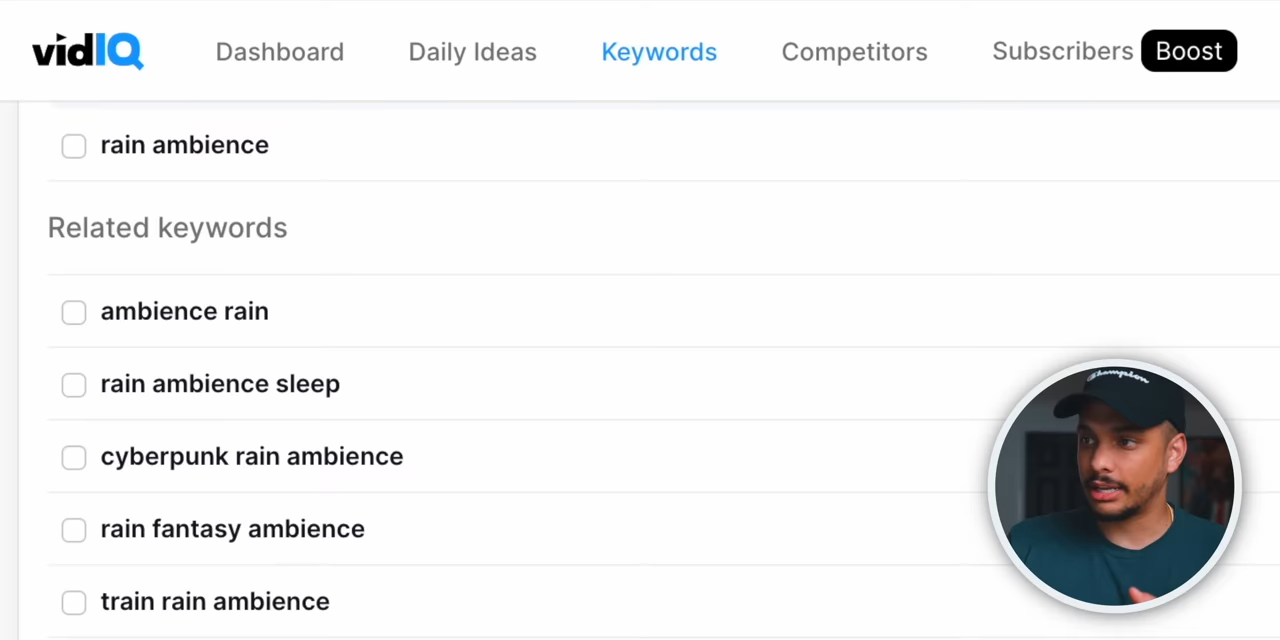 vidIQ Dashboard Daily Ideas Keywords Competitors Subscribers Boost
rain ambience
Related keywords
ambience rain
rain ambience sleep
cyberpunk rain ambience
rain fantasy ambience
train rain ambience
Champion